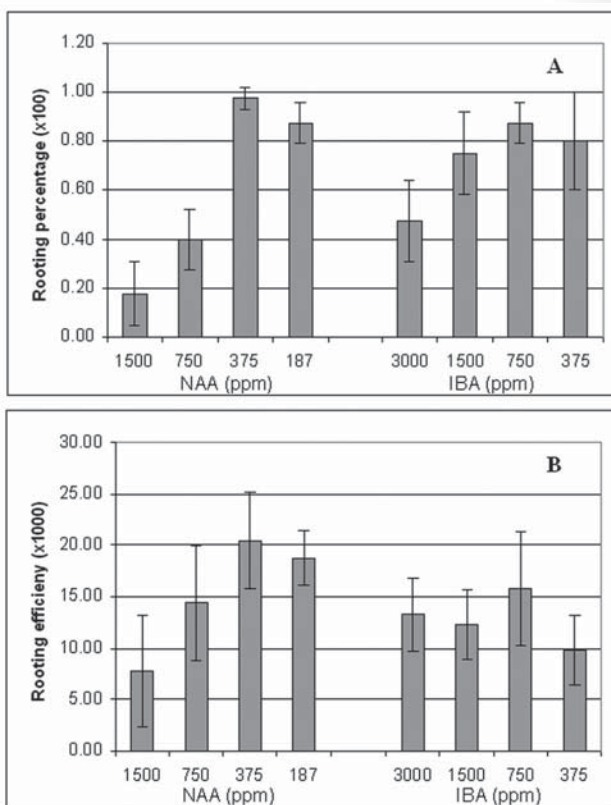 A
Rooting percentage (x100)
1.20
1.00
0.80
0.60
0.40
0.20
0.00
1500 750 375 187 3000 1500 750 375
NAA (ppm) IBA (ppm)
B
Rooting efficieny (x1000)
30.00
25.00
20.00
15.00
10.00
5.00
0.00
1500 750 375 187 3000 1500 750 375
NAA (ppm) IBA (ppm)